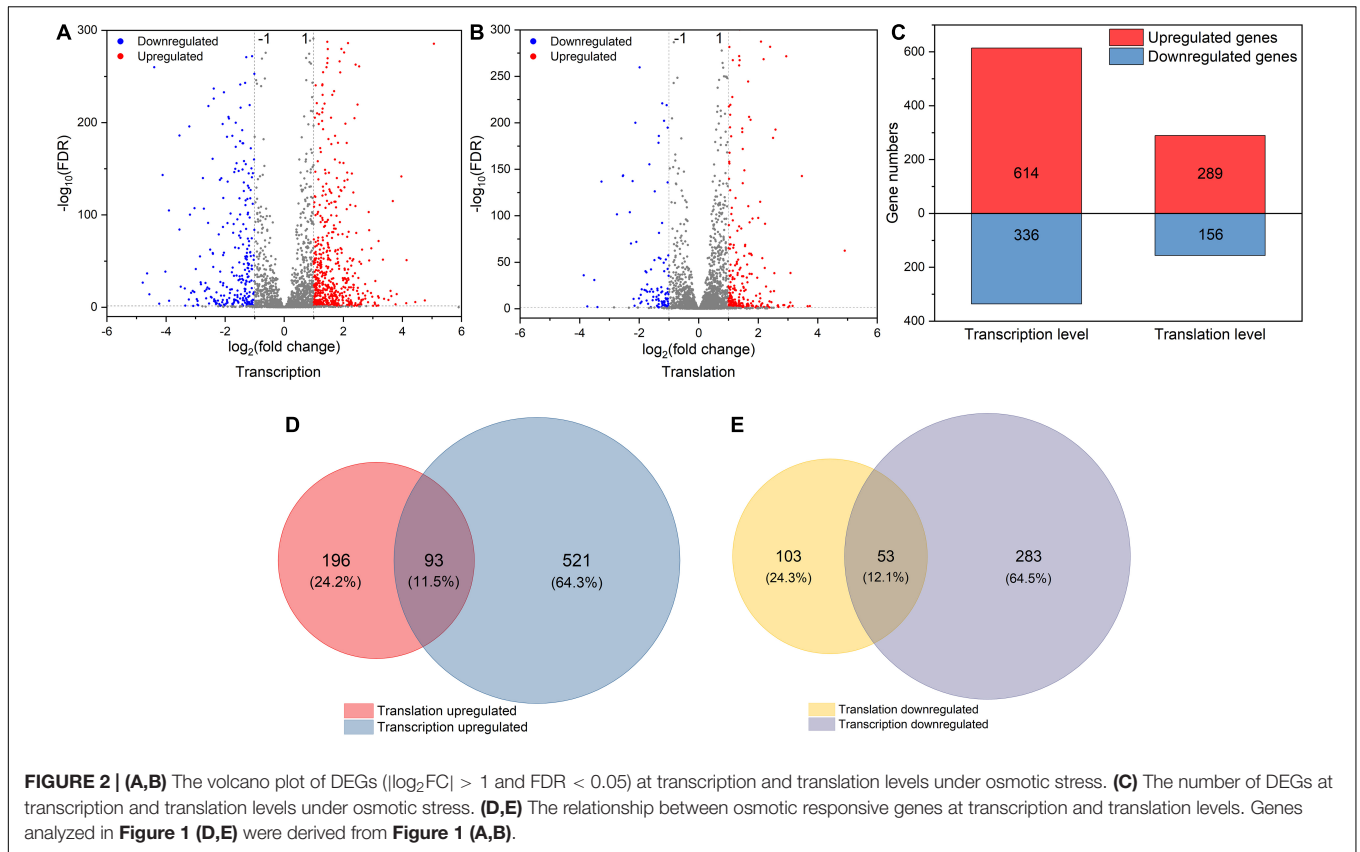 A
-1 1
Downregulated
Upregulated
300
250
200
150
100
50
0
-log10(FDR)
-6 -4 -2 0 2 4 6
log2(fold change)
Transcription
B
-1 1
Downregulated
Upregulated
300
250
200
150
100
50
0
-log10(FDR)
-6 -4 -2 0 2 4 6
log2(fold change)
Translation
C
Upregulated genes
Downregulated genes
600
400
200
0
200
400
Gene numbers
614
289
336
156
Transcription level Translation level
D
196 93 521
(24.2%) (11.5%) (64.3%)
Translation upregulated
Transcription upregulated
E
103 53 283
(24.3%) (12.1%) (64.5%)
Translation downregulated
Transcription downregulated
FIGURE 2 | (A,B) The volcano plot of DEGs (|log2FC| > 1 and FDR < 0.05) at transcription and translation levels under osmotic stress. (C) The number of DEGs at
transcription and translation levels under osmotic stress. (D,E) The relationship between osmotic responsive genes at transcription and translation levels. Genes
analyzed in Figure 1 (D,E) were derived from Figure 1 (A,B).